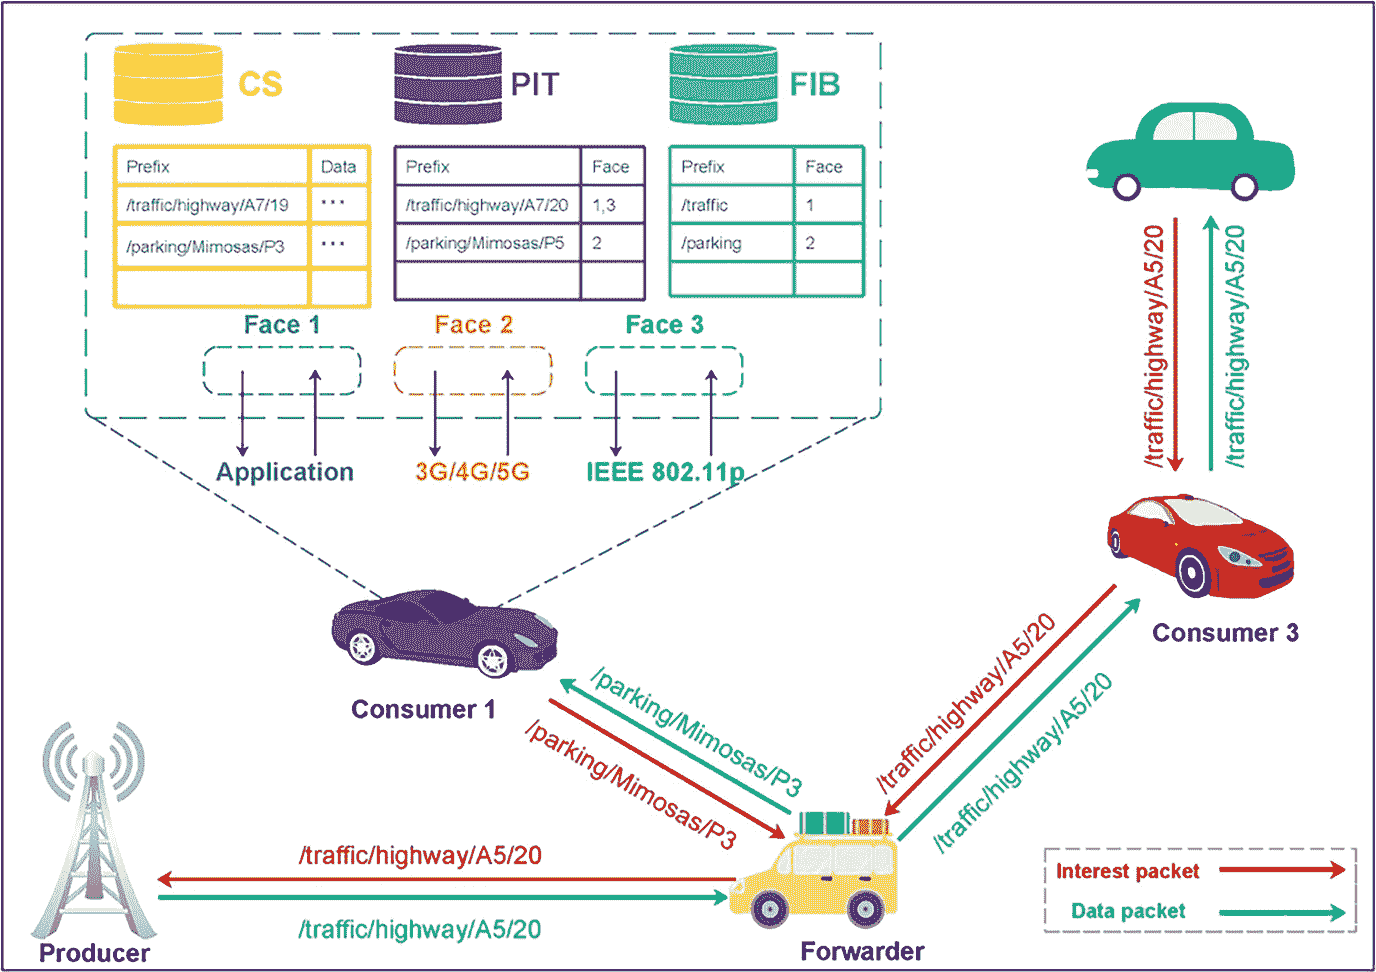 CS
PIT
FIB
Prefix Data
/traffic/highway/A7/19 ***
/parking/Mimosas/P3 ***
Prefix Face
/traffic/highway/A7/20 1,3
/parking/Mimosas/P5 2
Prefix Face
/traffic 1
/parking 2
Face 1
Face 2
Face 3
Application
3G/4G/5G
IEEE 802.11p
/traffic/highway/A5/20
/traffic/highway/A5/20
Consumer 3
Consumer 1
/parking/Mimosas/P3
/parking/Mimosas/P3
/traffic/highway/A5/20
/traffic/highway/A5/20
/traffic/highway/A5/20
/traffic/highway/A5/20
Producer
Forwarder
Interest packet
Data packet